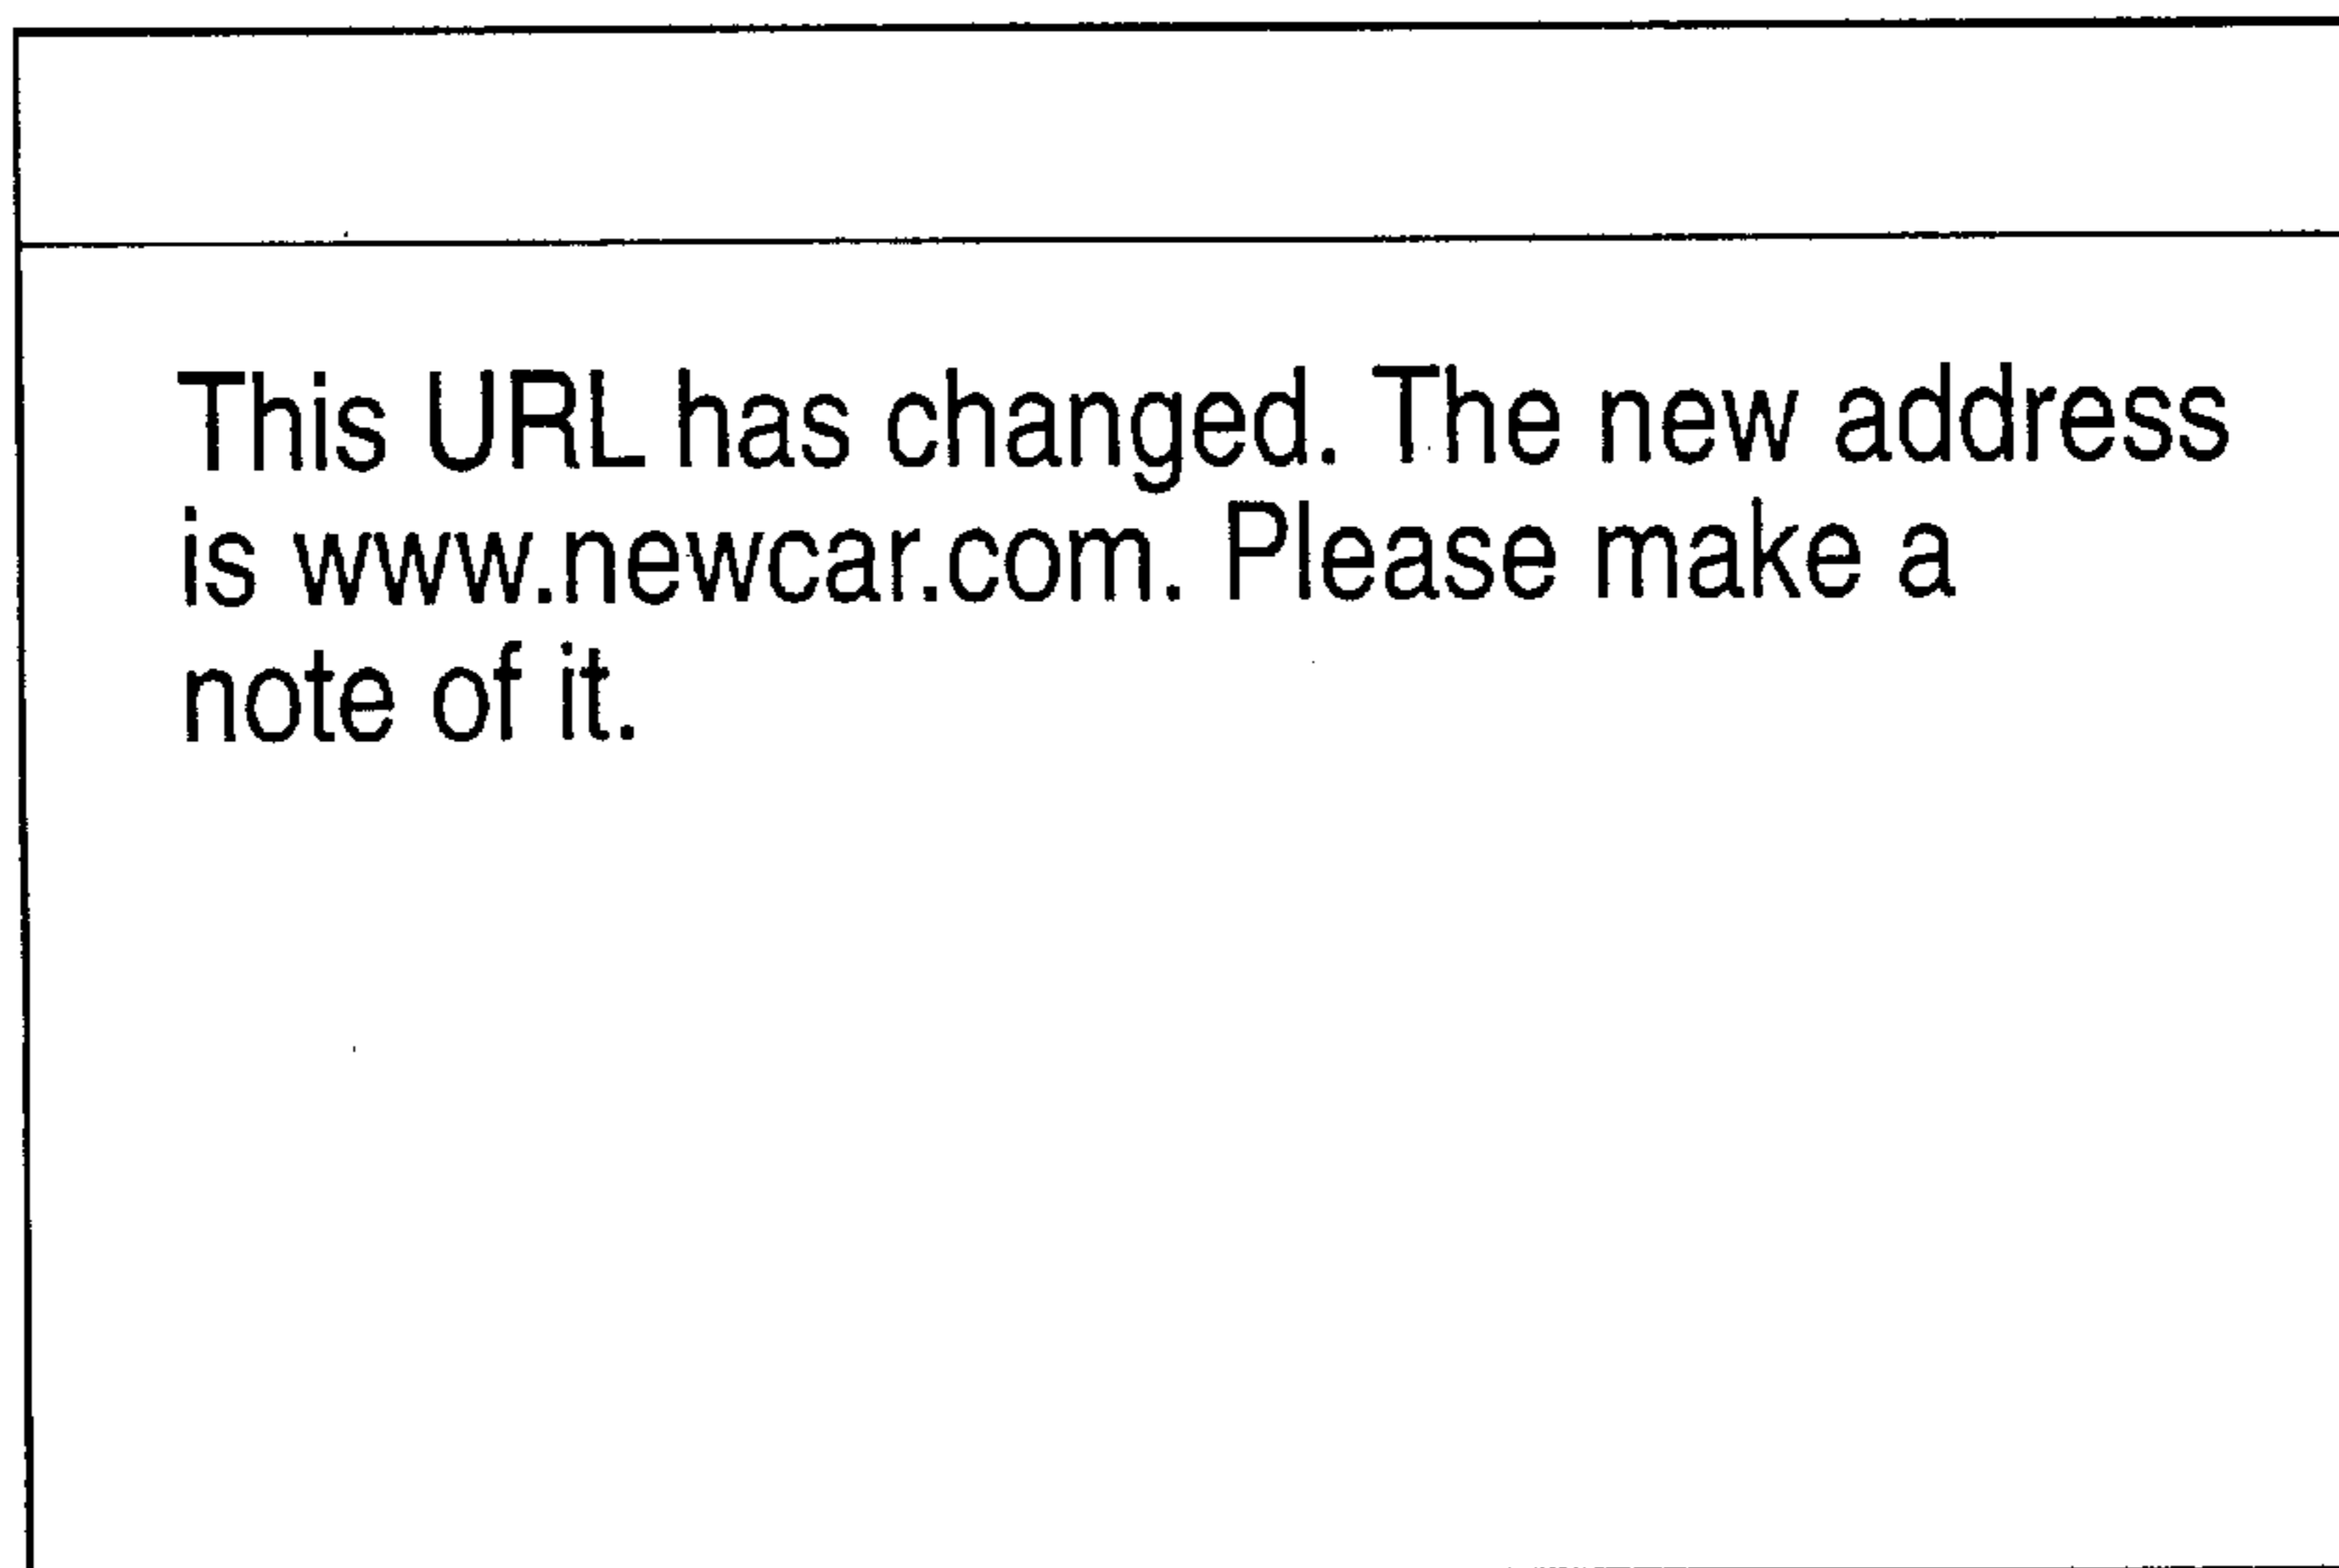 This URL has changed. The new address
is www.newcar.com. Please make a
note of it.